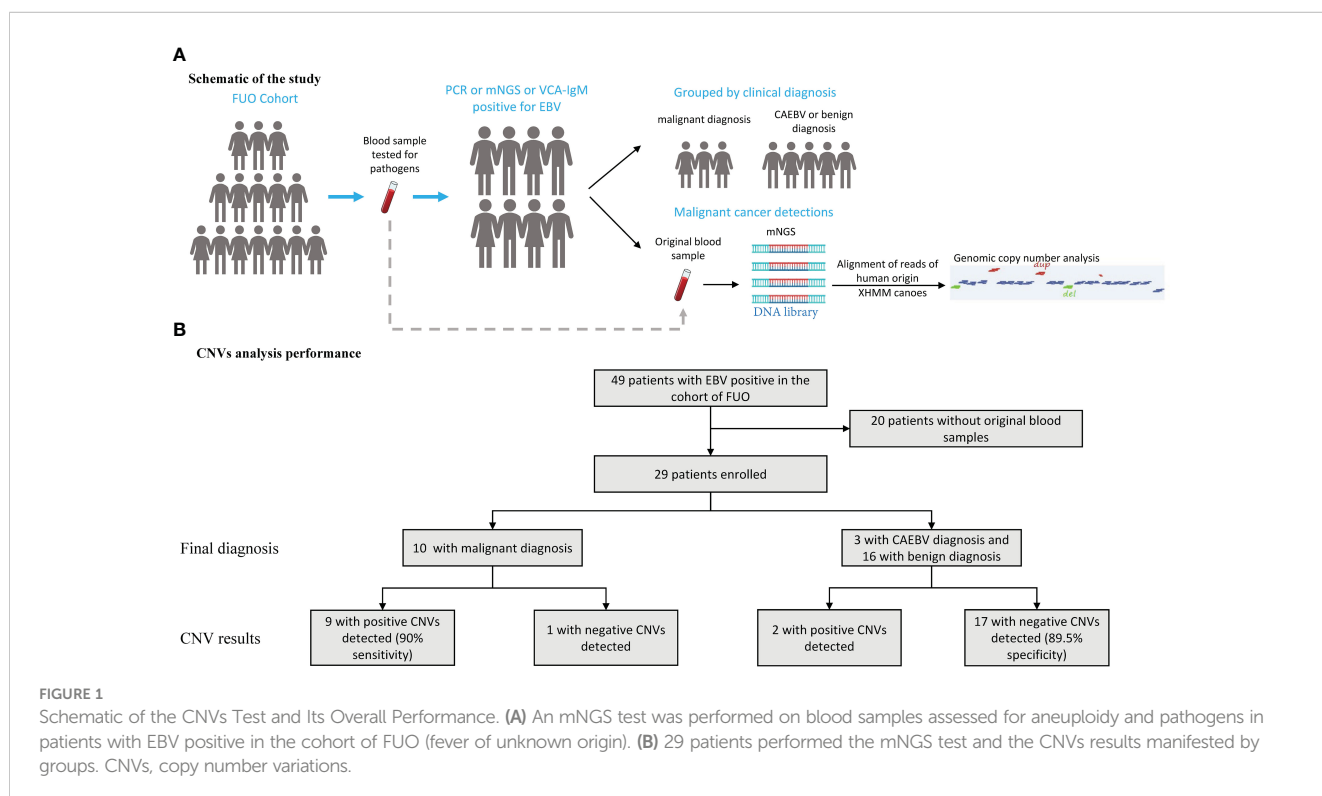 A
Schematic of the study
FUO Cohort
Blood sample
tested for
pathogens
PCR or mNGS or VCA-IgM
positive for EBV
Grouped by clinical diagnosis
malignant diagnosis
CAEBV or benign
diagnosis
Malignant cancer detections
Original blood
sample
mNGS
DNA library
Alignment of reads of
human origin
XHMM canoes
Genomic copy number analysis
dup
del
B
CNVs analysis performance
49 patients with EBV positive in the
cohort of FUO
20 patients without original blood
samples
29 patients enrolled
Final diagnosis
10 with malignant diagnosis
3 with CAEBV diagnosis and
16 with benign diagnosis
CNV results
9 with positive CNVs
detected (90%
sensitivity)
1 with negative CNVs
detected
2 with positive CNVs
detected
17 with negative CNVs
detected (89.5%
specificity)
FIGURE 1
Schematic of the CNVs Test and Its Overall Performance. (A) An mNGS test was performed on blood samples assessed for aneuploidy and pathogens in
patients with EBV positive in the cohort of FUO (fever of unknown origin). (B) 29 patients performed the mNGS test and the CNVs results manifested by
groups. CNVs, copy number variations.